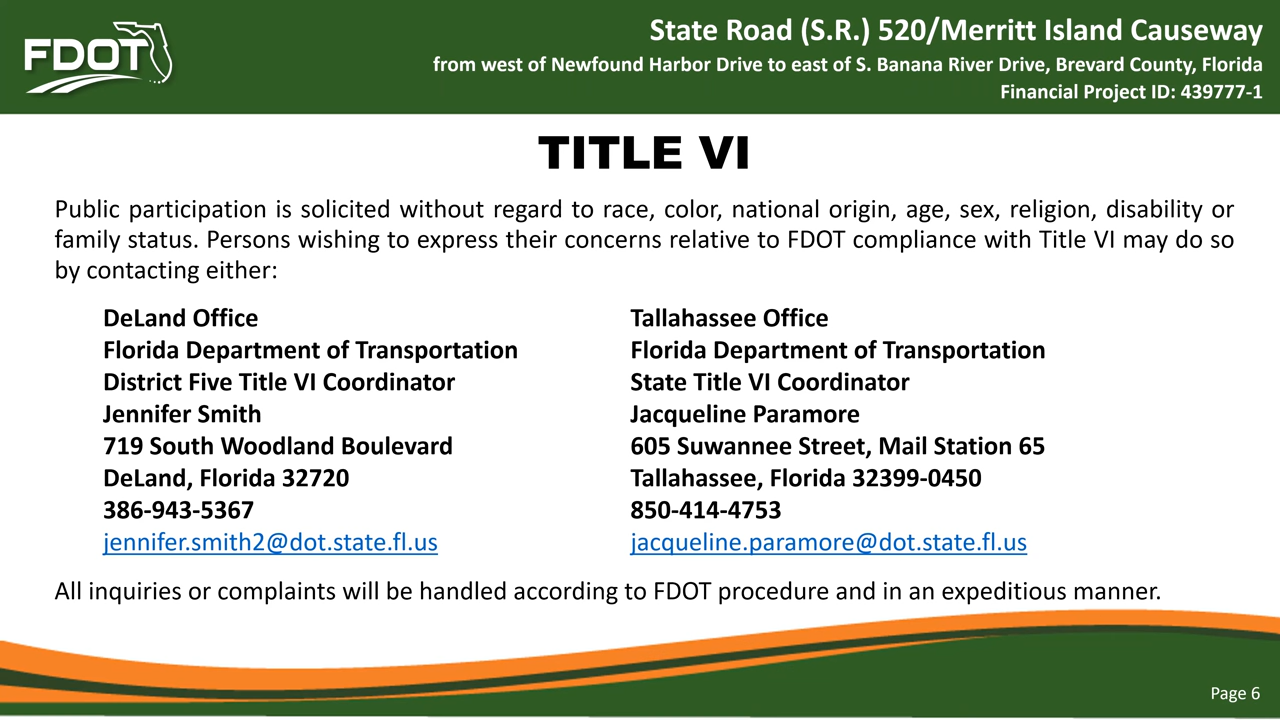 FDOT
State Road (S.R.) 520/Merritt Island Causeway
from west of Newfound Harbor Drive to east of S. Banana River Drive, Brevard County, Florida
Financial Project ID: 439777-1
TITLE VI
Public participation is solicited without regard to race, color, national origin, age, sex, religion, disability or
family status. Persons wishing to express their concerns relative to FDOT compliance with Title VI may do so
by contacting either:
DeLand Office
Florida Department of Transportation
District Five Title VI Coordinator
Jennifer Smith
719 South Woodland Boulevard
DeLand, Florida 32720
386-943-5367
jennifer.smith2@dot.state.fl.us
Tallahassee Office
Florida Department of Transportation
State Title VI Coordinator
Jacqueline Paramore
605 Suwannee Street, Mail Station 65
Tallahassee, Florida 32399-0450
850-414-4753
jacqueline.paramore@dot.state.fl.us
All inquiries or complaints will be handled according to FDOT procedure and in an expeditious manner.
Page 6